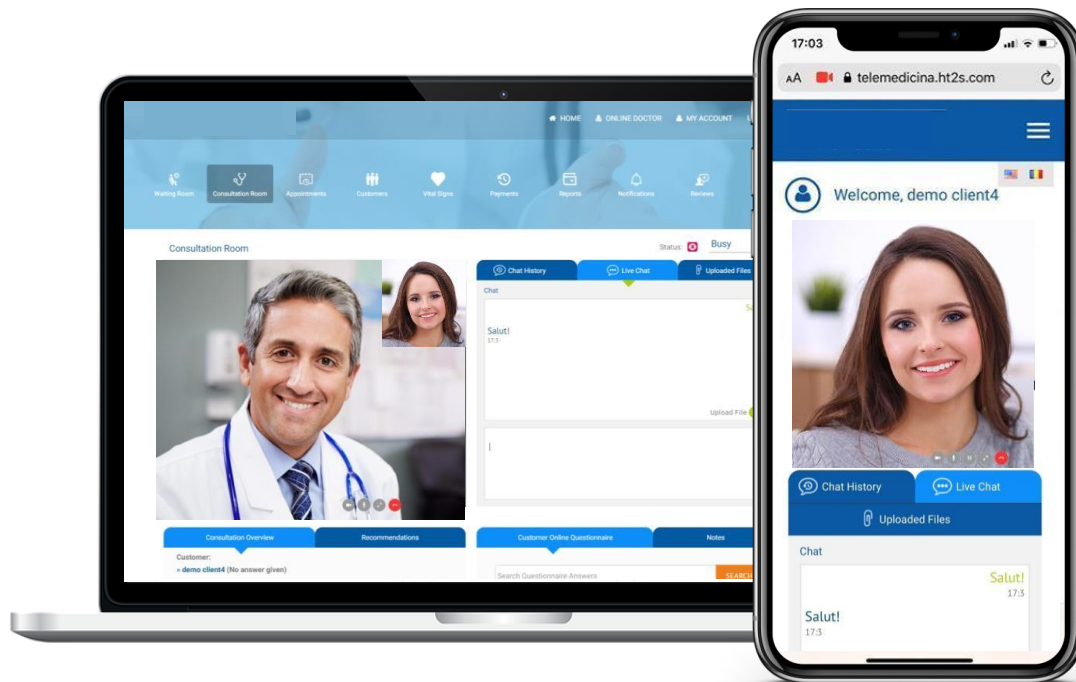 HOME ONLINE DOCTOR MY ACCOUNT
Waiting Room Consultation Room Appointments Customers Vital Signs Payments Reports Notifications Reviews
Consultation Room
Status: Busy
Chat History Live Chat Uploaded Files
Chat
Salut!
17:3
Upload File
Consultation Overview Recommendations
Customer Online Questionnaire Notes
Customer:
» demo client4 (No answer given)
Search Questionnaire Answers
SEARCH
17:03
AA telemedicina.ht2s.com
Welcome, demo client4
Chat History Live Chat
Uploaded Files
Chat
Salut!
17:3
Salut!
17:3